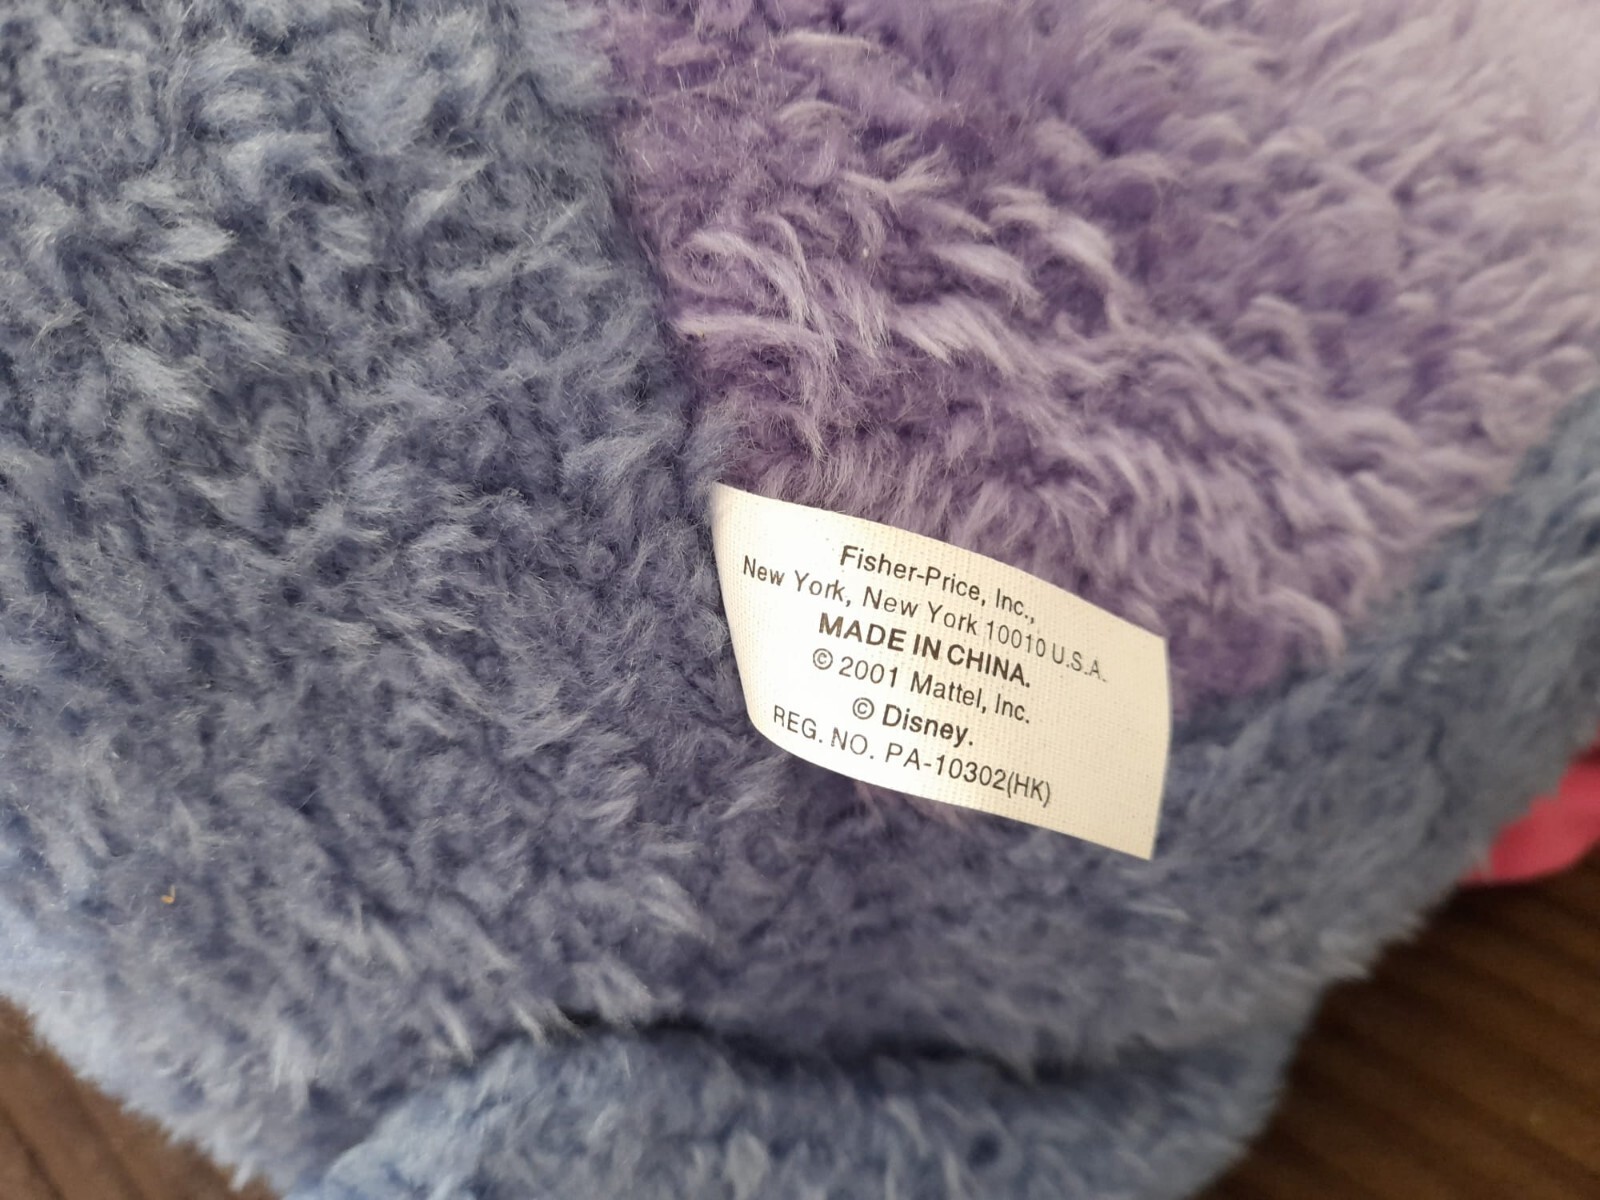 Fisher-Price, Inc.,
New York, New York 10010 U.S.A.
MADE IN CHINA.
© 2001 Mattel, Inc.
© Disney.
REG. NO. PA-10302(HK)